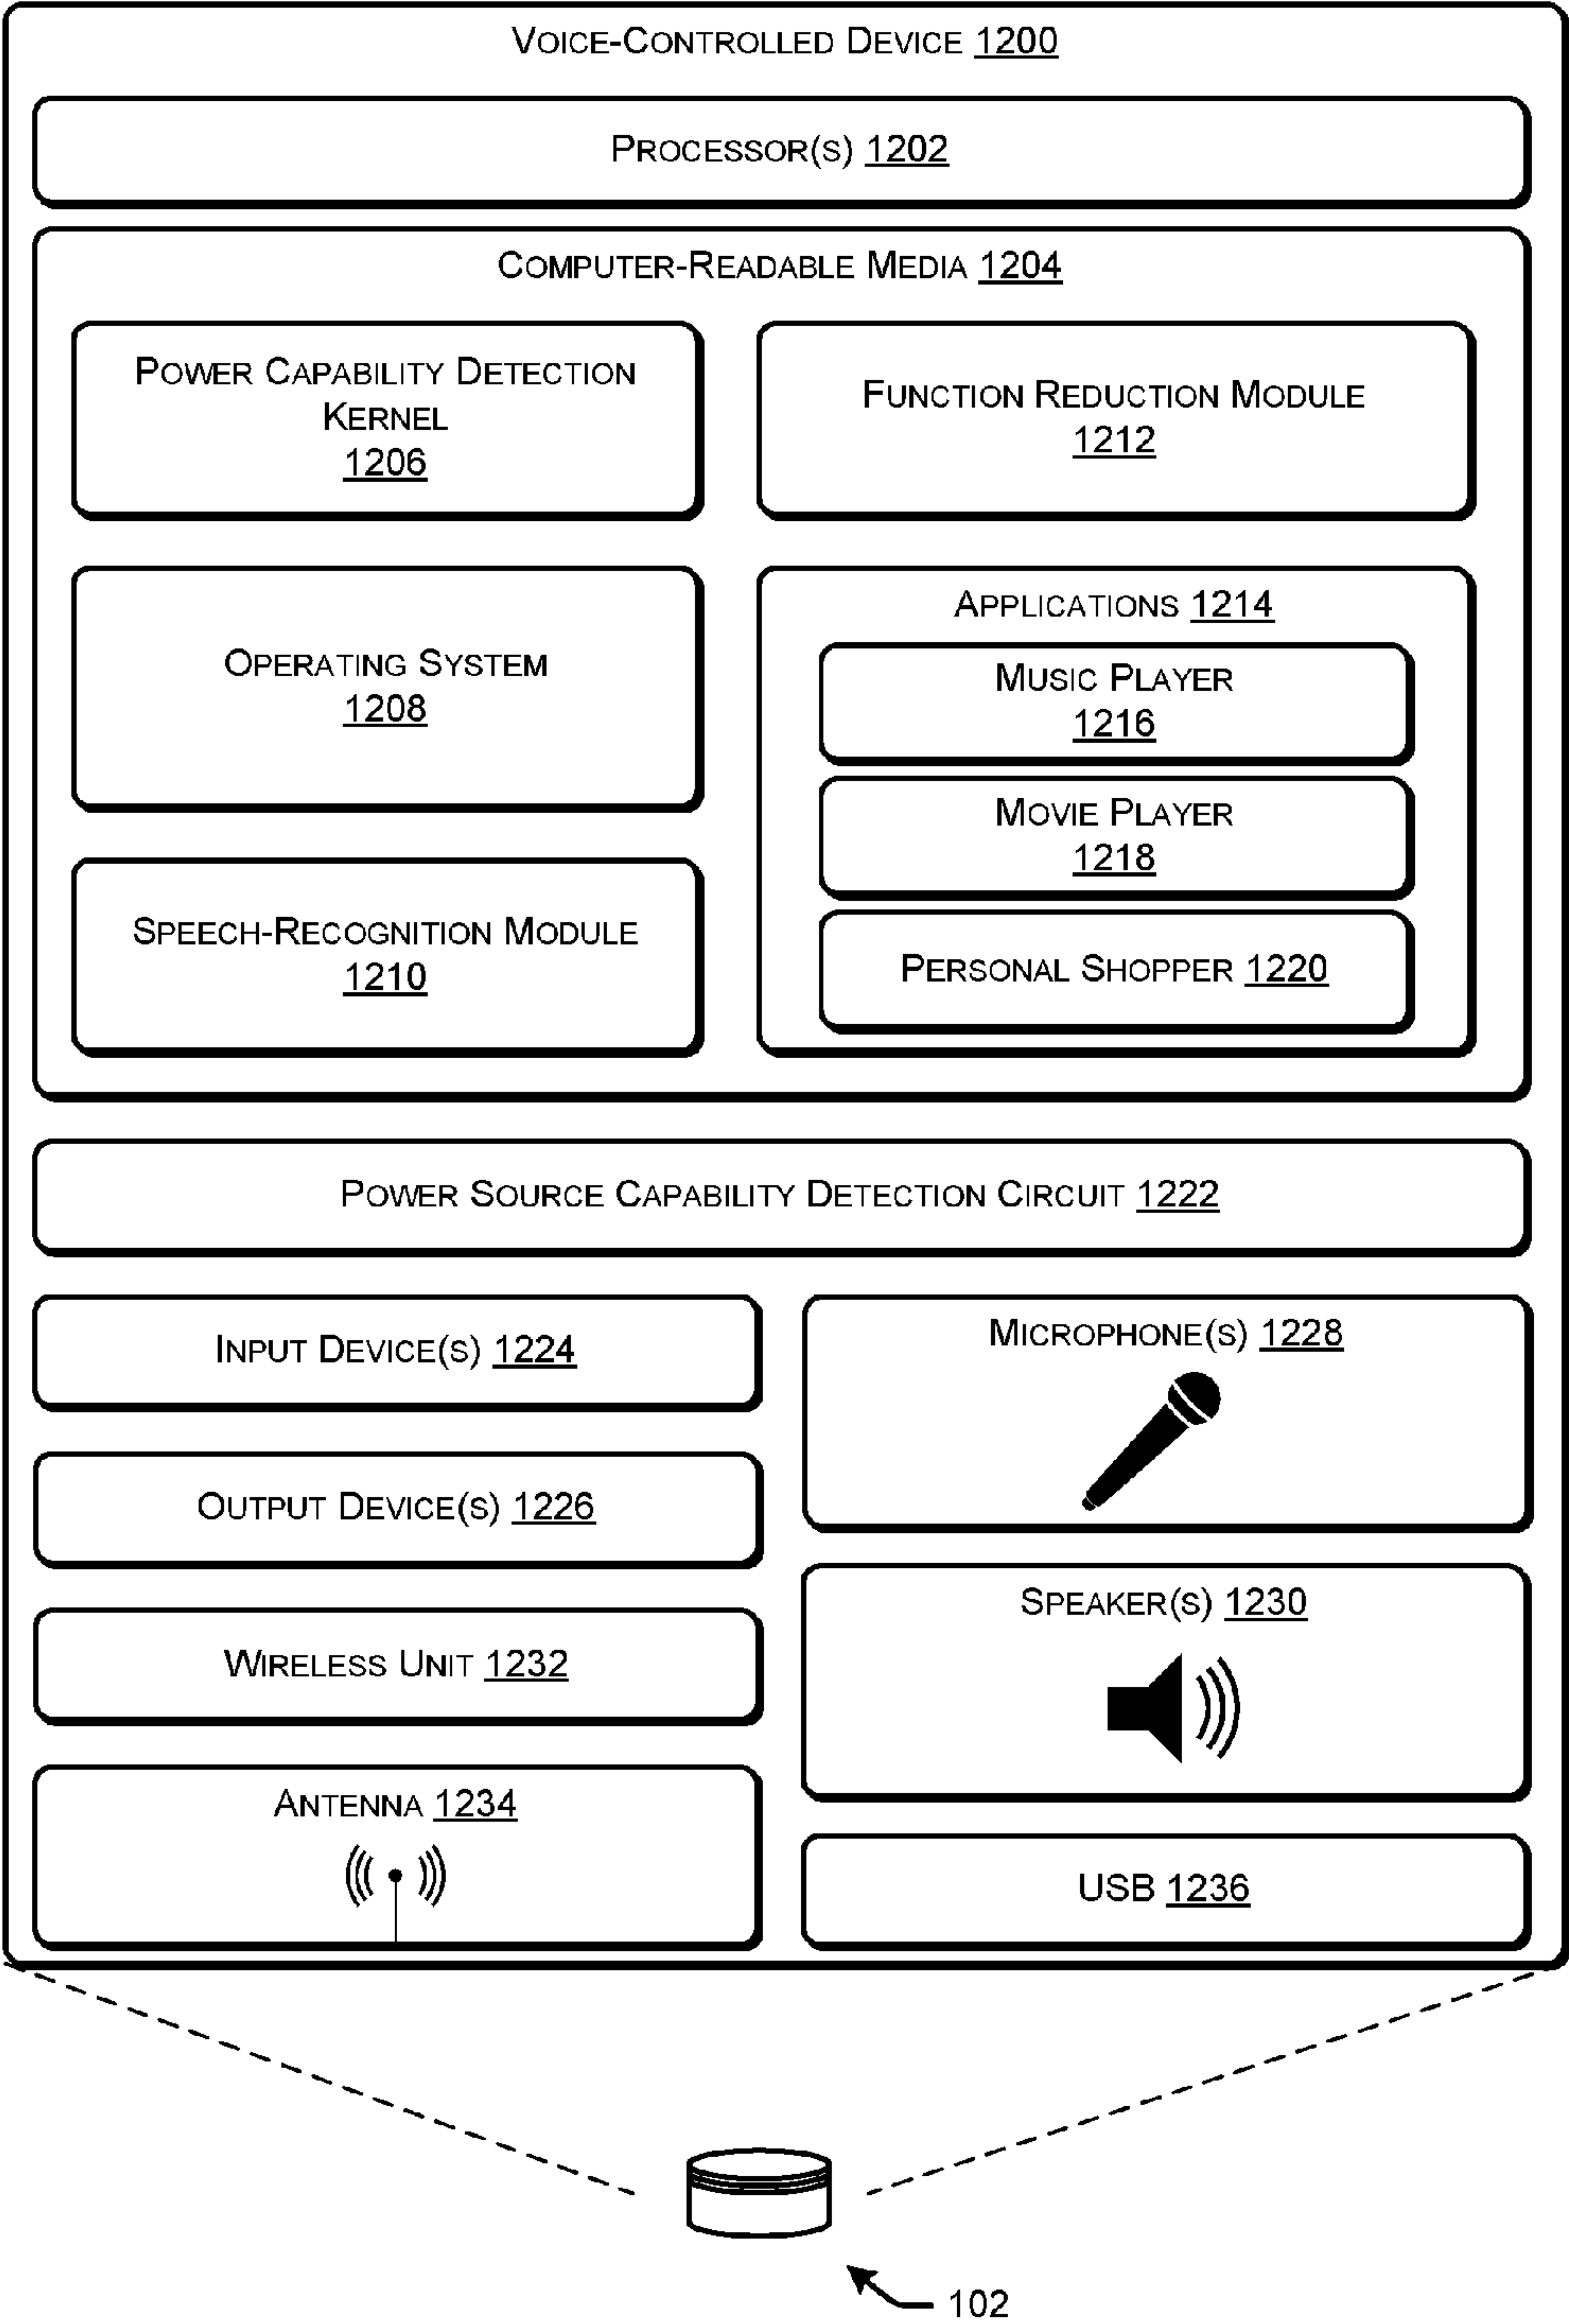 VOICE-CONTROLLED DEVICE 1200
PROCESSOR(S) 1202
COMPUTER-READABLE MEDIA 1204
POWER CAPABILITY DETECTION
KERNEL
1206
OPERATING SYSTEM
1208
SPEECH-RECOGNITION MODULE
1210
FUNCTION REDUCTION MODULE
1212
APPLICATIONS 1214
MUSIC PLAYER
1216
MOVIE PLAYER
1218
PERSONAL SHOPPER 1220
POWER SOURCE CAPABILITY DETECTION CIRCUIT 1222
INPUT DEVICE(S) 1224
OUTPUT DEVICE(S) 1226
WIRELESS UNIT 1232
ANTENNA 1234
MICROPHONE(S) 1228
SPEAKER(S) 1230
USB 1236
102